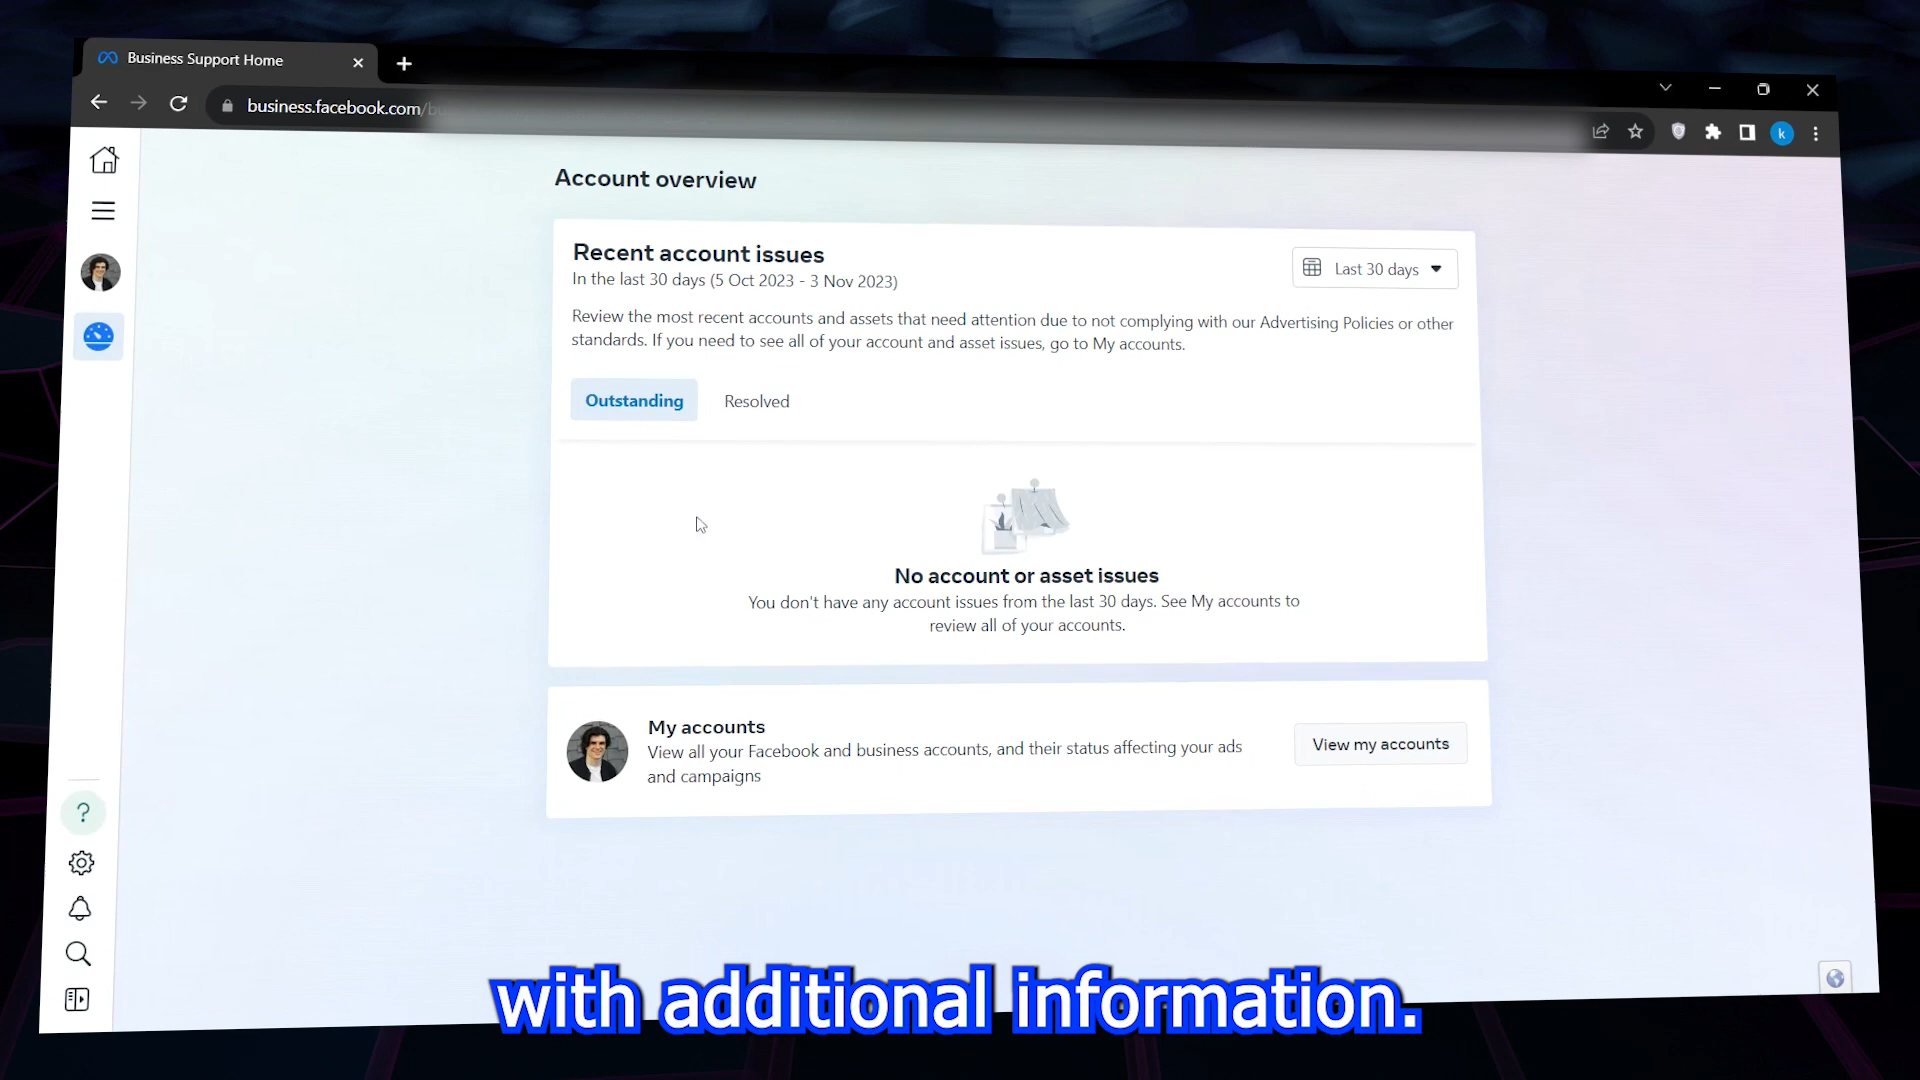 Business Support Home
business.facebook.com/bu
k
Account overview
Recent account issues
In the last 30 days (5 Oct 2023 - 3 Nov 2023)
Last 30 days
Review the most recent accounts and assets that need attention due to not complying with our Advertising Policies or other
standards. If you need to see all of your account and asset issues, go to My accounts.
Outstanding
Resolved
No account or asset issues
You don't have any account issues from the last 30 days. See My accounts to
review all of your accounts.
My accounts
View all your Facebook and business accounts, and their status affecting your ads
and campaigns
View my accounts
?
with additional information.